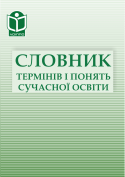 СЛОВНИК
ТЕРМІНІВ І ПОНЯТЬ
СУЧАСНОЇ ОСВІТИ